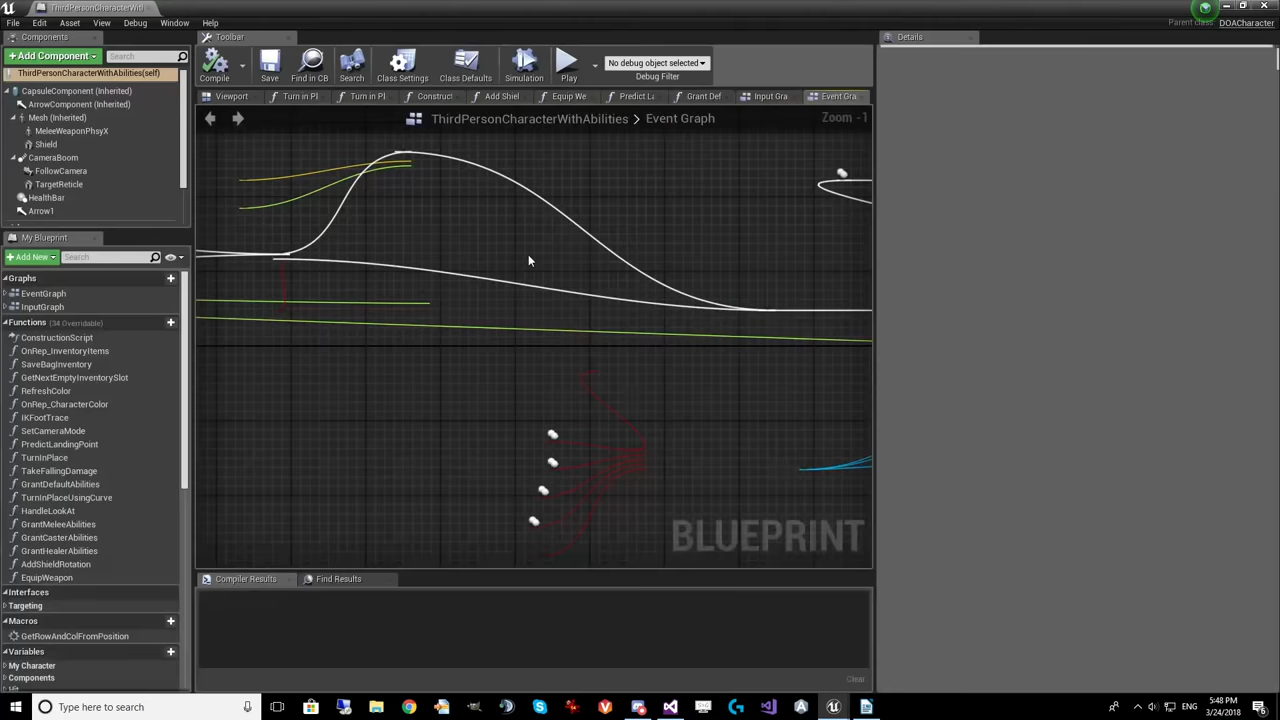 ThirdPersonCharacterWithAbilities
File Edit Asset View Debug Window Help
Parent class: DOACharacter
Components
Toolbar
Details
Add Component
Search
Compile
Save
Find in CB
Search
Class Settings
Class Defaults
Simulation
Play
No debug object selected
Debug Filter
ThirdPersonCharacterWithAbilities(self)
CapsuleComponent (Inherited)
ArrowComponent (Inherited)
Mesh (Inherited)
MeleeWeaponPhsyX
Shield
CameraBoom
FollowCamera
TargetReticle
HealthBar
Arrow1
Viewport
Turn in Pl
Turn in Pl
Construct
Add Shiel
Equip We
Predict La
Grant Def
Input Gra
Event Gra
ThirdPersonCharacterWithAbilities > Event Graph
Zoom -1
My Blueprint
Add New
Search
Graphs
EventGraph
InputGraph
Functions (34 Overridable)
ConstructionScript
OnRep_InventoryItems
SaveBagInventory
GetNextEmptyInventorySlot
RefreshColor
OnRep_CharacterColor
IKFootTrace
SetCameraMode
PredictLandingPoint
TurnInPlace
TakeFallingDamage
GrantDefaultAbilities
TurnInPlaceUsingCurve
HandleLookAt
GrantMeleeAbilities
GrantCasterAbilities
GrantHealerAbilities
AddShieldRotation
EquipWeapon
Interfaces
Targeting
Macros
GetRowAndColFromPosition
Variables
My Character
Components
Hit
BLUEPRINT
Compiler Results
Find Results
Clear
Type here to search
ENG
5:48 PM
3/24/2018